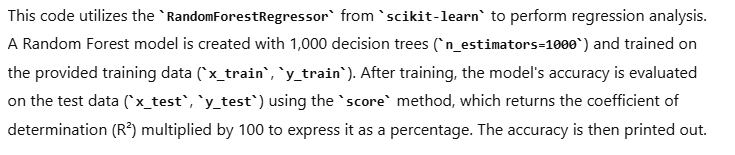 This code utilizes the `RandomForestRegressor` from `scikit-learn` to perform regression analysis.
A Random Forest model is created with 1,000 decision trees (`n_estimators=1000`) and trained on
the provided training data (`x_train`, `y_train`). After training, the model's accuracy is evaluated
on the test data (`x_test`, `y_test`) using the `score` method, which returns the coefficient of
determination (R²) multiplied by 100 to express it as a percentage. The accuracy is then printed out.